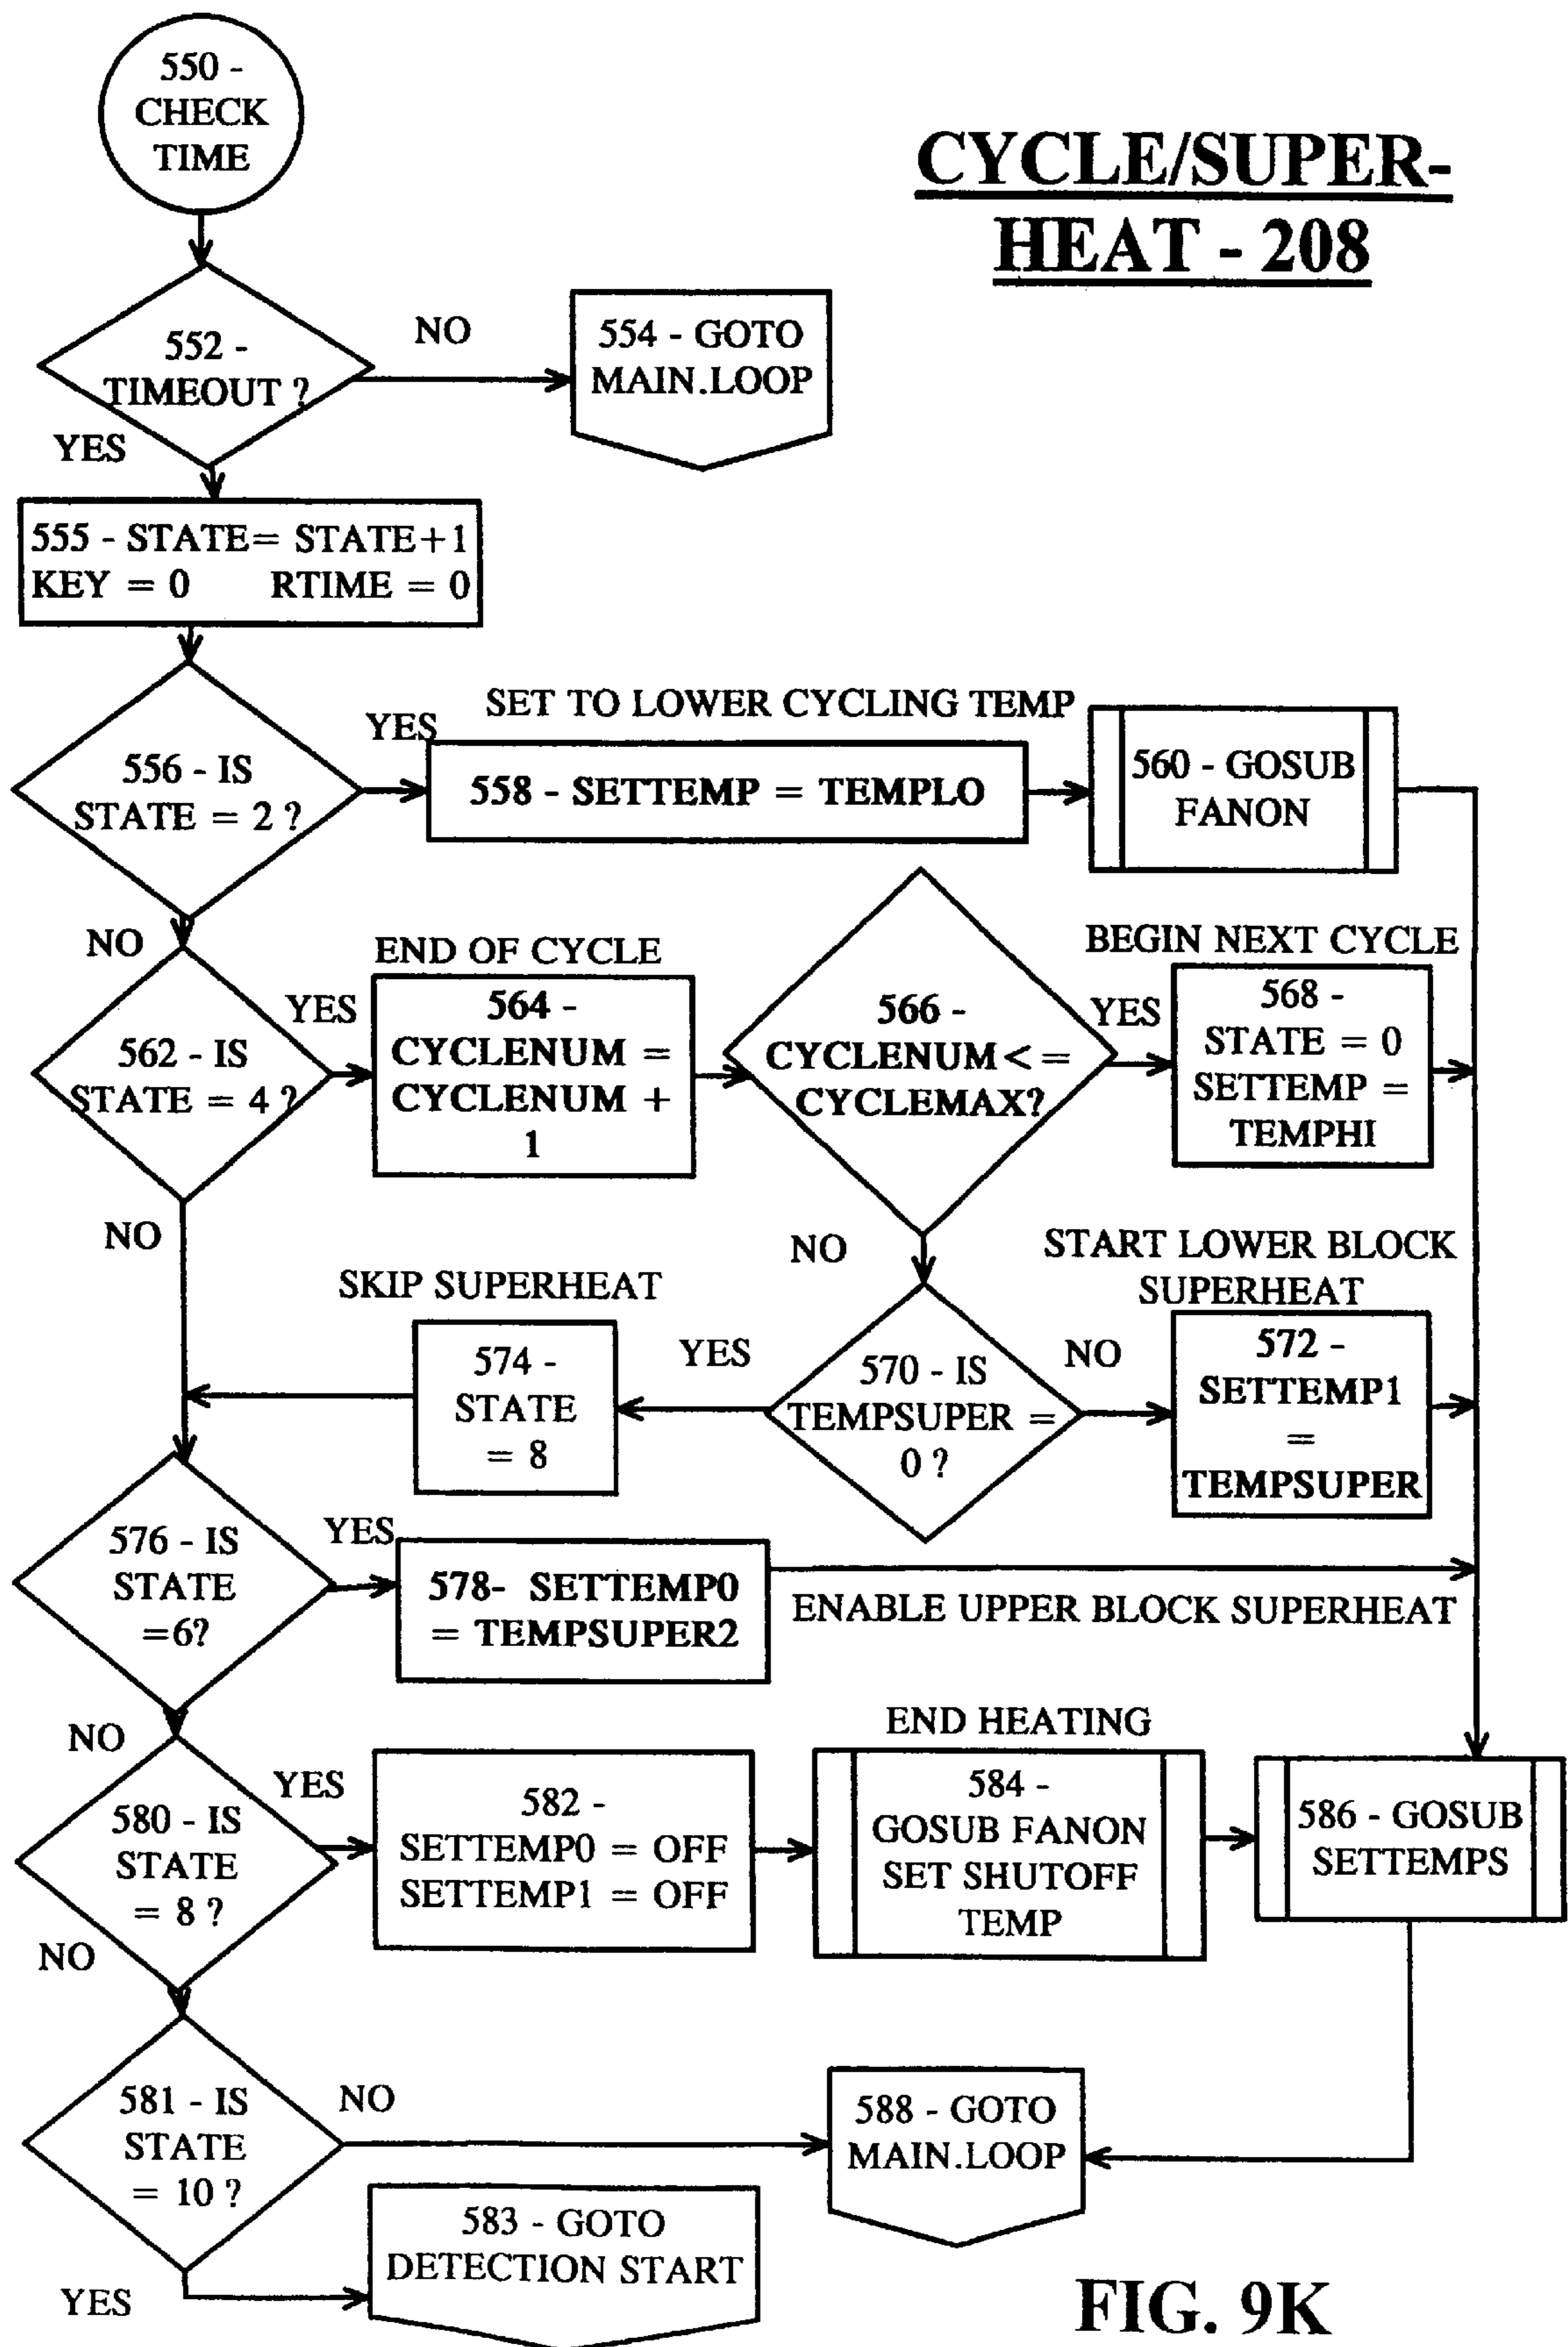 550 -
CHECK
TIME
CYCLE/SUPER-
HEAT - 208
552 -
TIMEOUT ?
NO
554 - GOTO
MAIN.LOOP
YES
555 - STATE= STATE+1
KEY = 0 RTIME = 0
556 - IS
STATE = 2 ?
YES
SET TO LOWER CYCLING TEMP
558 - SETTEMP = TEMPLO
560 - GOSUB
FANON
NO
562 - IS
STATE = 4 ?
YES
END OF CYCLE
564 -
CYCLENUM =
CYCLENUM +
1
566 -
CYCLENUM< =
CYCLEMAX?
YES
BEGIN NEXT CYCLE
568 -
STATE = 0
SETTEMP =
TEMPHI
NO
NO
START LOWER BLOCK
SUPERHEAT
SKIP SUPERHEAT
574 -
STATE
= 8
YES
570 - IS
TEMPSUPER =
0 ?
NO
572 -
SETTEMP1
=
TEMPSUPER
576 - IS
STATE
=6?
YES
578- SETTEMP0
= TEMPSUPER2
ENABLE UPPER BLOCK SUPERHEAT
NO
580 - IS
STATE
= 8 ?
YES
582 -
SETTEMP0 = OFF
SETTEMP1 = OFF
END HEATING
584 -
GOSUB FANON
SET SHUTOFF
TEMP
586 - GOSUB
SETTEMPS
NO
581 - IS
STATE
= 10 ?
NO
588 - GOTO
MAIN.LOOP
YES
583 - GOTO
DETECTION START
FIG. 9K